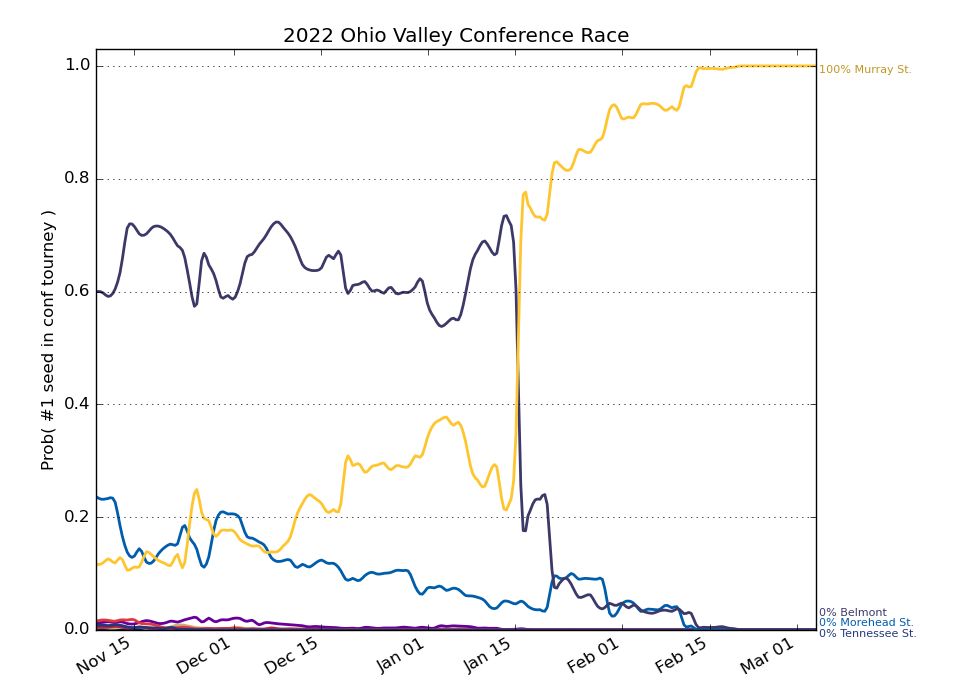 2022 Ohio Valley Conference Race
Prob( #1 seed in conf tourney )
1.0
0.8
0.6
0.4
0.2
0.0
Nov 15
Dec 01
Dec 15
Jan 01
Jan 15
Feb 01
Feb 15
Mar 01
100% Murray St.
0% Belmont
0% Morehead St.
0% Tennessee St.